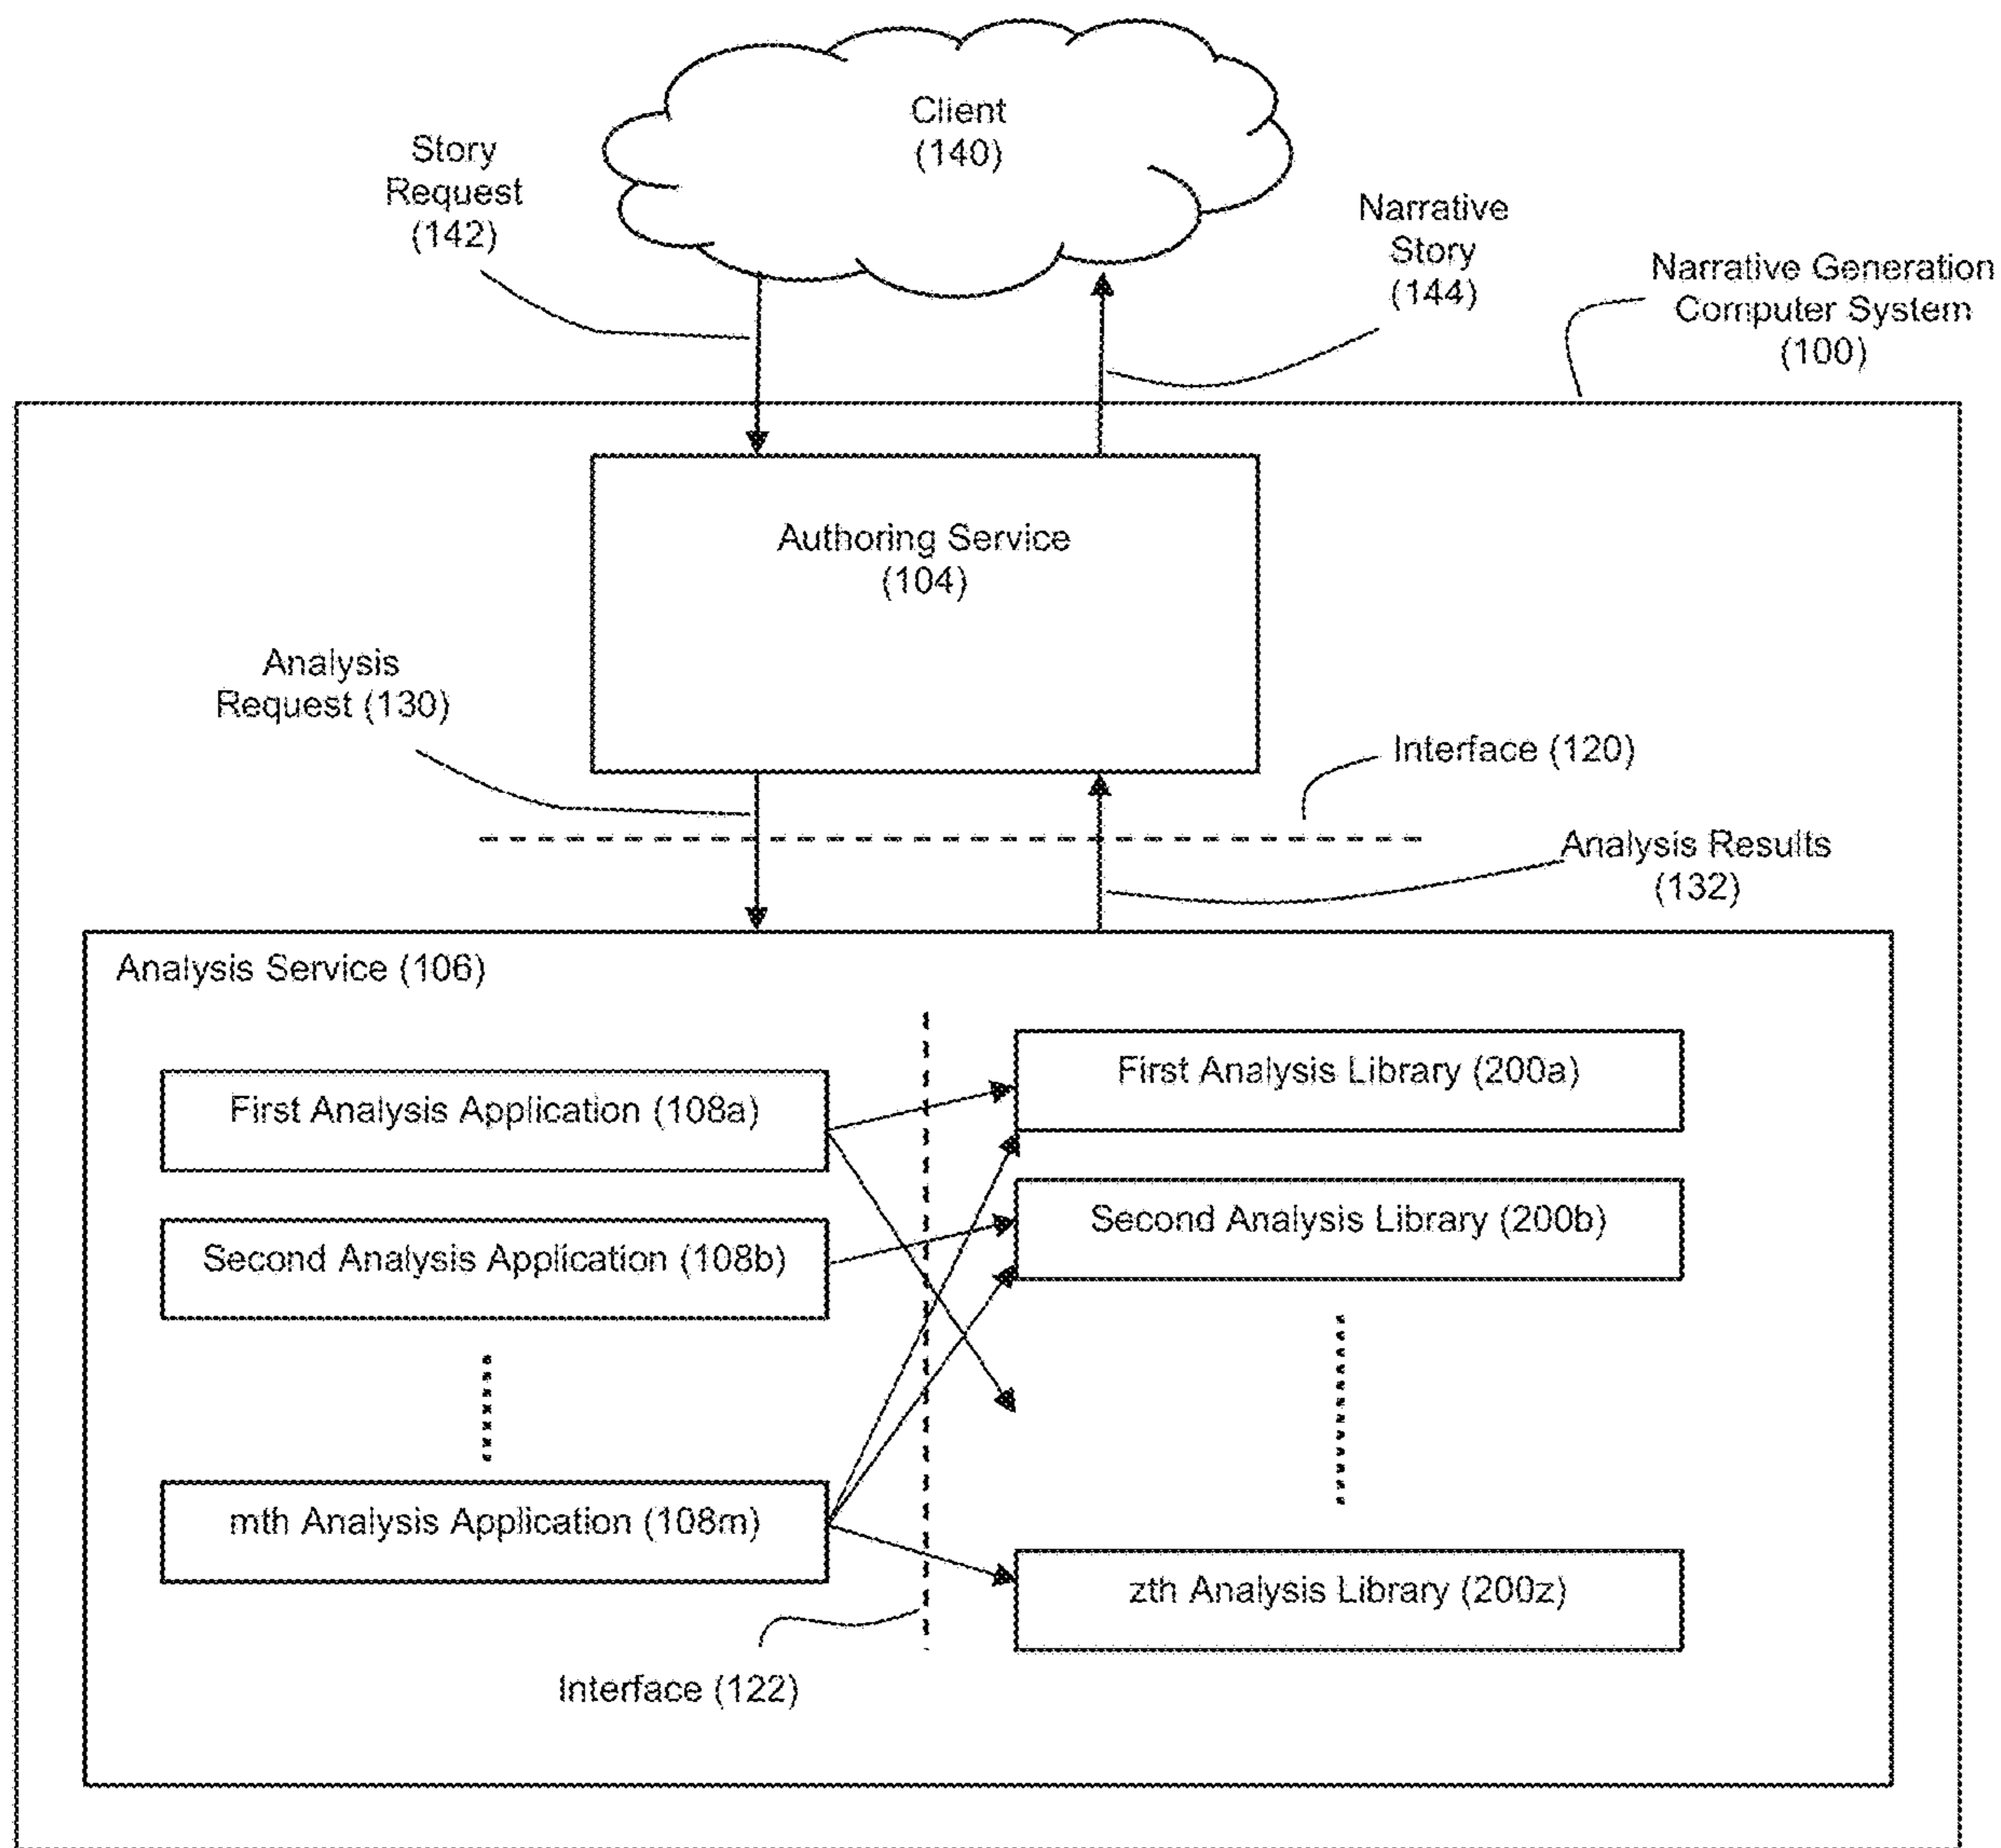 Client
(140)
Story
Request
(142)
Narrative
Story
(144)
Narrative Generation
Computer System
(100)
Authoring Service
(104)
Analysis
Request (130)
Interface (120)
Analysis Results
(132)
Analysis Service (106)
First Analysis Application (108a)
First Analysis Library (200a)
Second Analysis Application (108b)
Second Analysis Library (200b)
mth Analysis Application (108m)
zth Analysis Library (200z)
Interface (122)